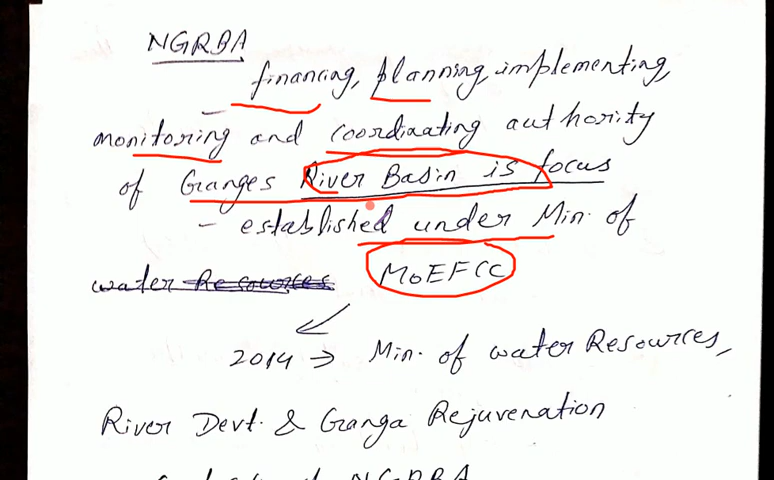 NGRBA
- financing, planning, implementing,
monitoring and coordinating authority
of Ganges River Basin is focus
- established under Min. of
water Resources MoEFCC
2014 → Min. of water Resources,
River Devt. & Ganga Rejuvenation
NGRBA